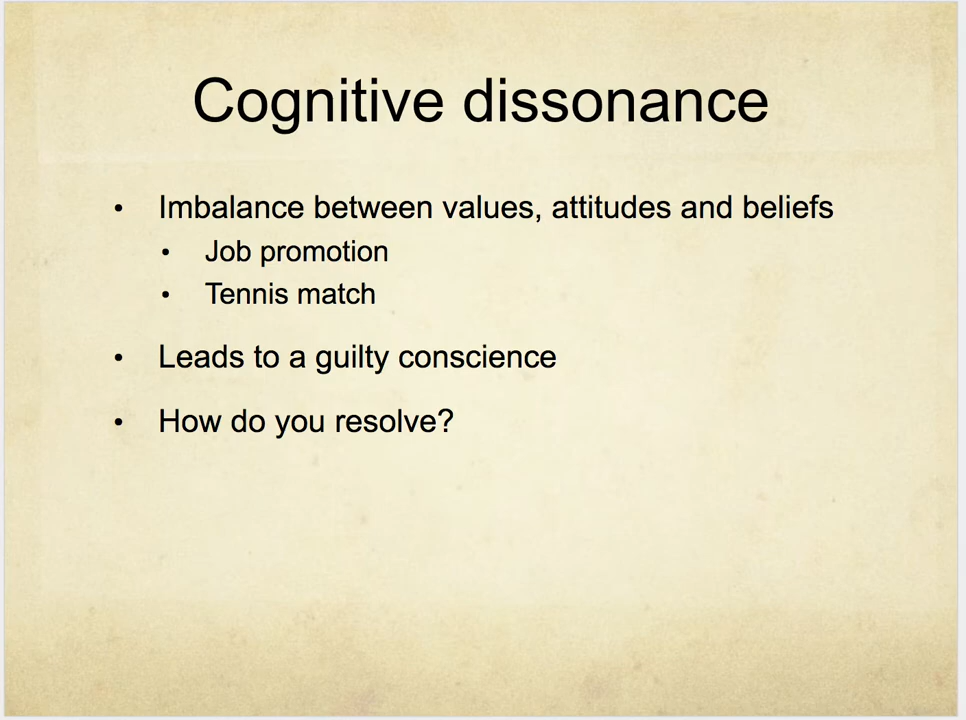 Cognitive dissonance
• Imbalance between values, attitudes and beliefs
• Job promotion
• Tennis match
• Leads to a guilty conscience
• How do you resolve?